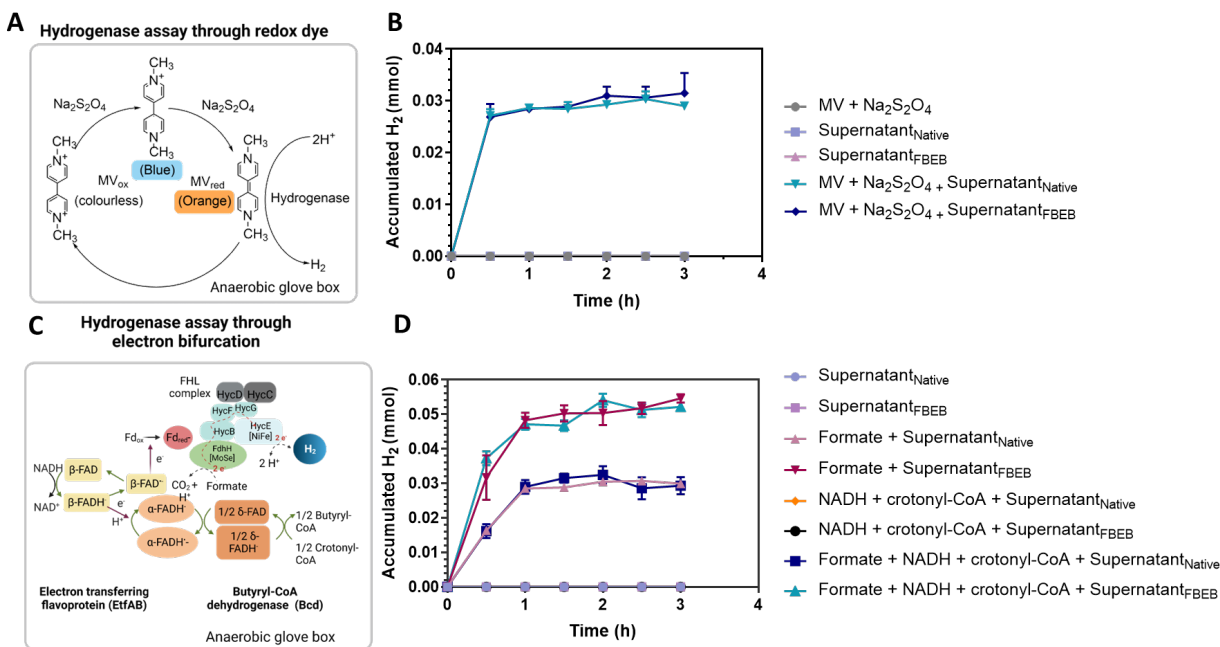 A
Hydrogenase assay through redox dye
CH₃
N⁺
Na₂S₂O₄
Na₂S₂O₄
N⁺
CH₃
N
CH₃
CH₃
(Blue)
2H⁺
MVox
(colourless)
MVred
(Orange)
Hydrogenase
N⁺
CH₃
N
CH₃
H₂
Anaerobic glove box
B
Accumulated H₂ (mmol)
0.04
0.03
0.02
0.01
0.00
0
1
2
3
4
Time (h)
MV + Na₂S₂O₄
SupernatantNative
SupernatantFBEB
MV + Na₂S₂O₄ + SupernatantNative
MV + Na₂S₂O₄ + SupernatantFBEB
C
Hydrogenase assay through
electron bifurcation
FHL
complex
HycD
HycC
HycF
HycG
HycB
HycE
[NiFe]
2 e⁻
H₂
2 H⁺
Fdox
Fdred²⁻
FdhH
[MoSe]
2 e⁻
e⁻
CO₂ +
H⁺
Formate
NADH
β-FAD
β-FAD⁻
β-FADH⁻
e⁻
NAD⁺
H⁺
α-FADH⁻
α-FADH⁻-
1/2 δ-FAD
1/2 δ-
FADH⁻
1/2 Butyryl-
CoA
1/2 Crotonyl-
CoA
Electron transferring
flavoprotein (EtfAB)
Butyryl-CoA
dehydrogenase (Bcd)
Anaerobic glove box
D
Accumulated H₂ (mmol)
0.06
0.05
0.04
0.03
0.02
0.01
0.00
0
1
2
3
4
Time (h)
SupernatantNative
SupernatantFBEB
Formate + SupernatantNative
Formate + SupernatantFBEB
NADH + crotonyl-CoA + SupernatantNative
NADH + crotonyl-CoA + SupernatantFBEB
Formate + NADH + crotonyl-CoA + SupernatantNative
Formate + NADH + crotonyl-CoA + SupernatantFBEB